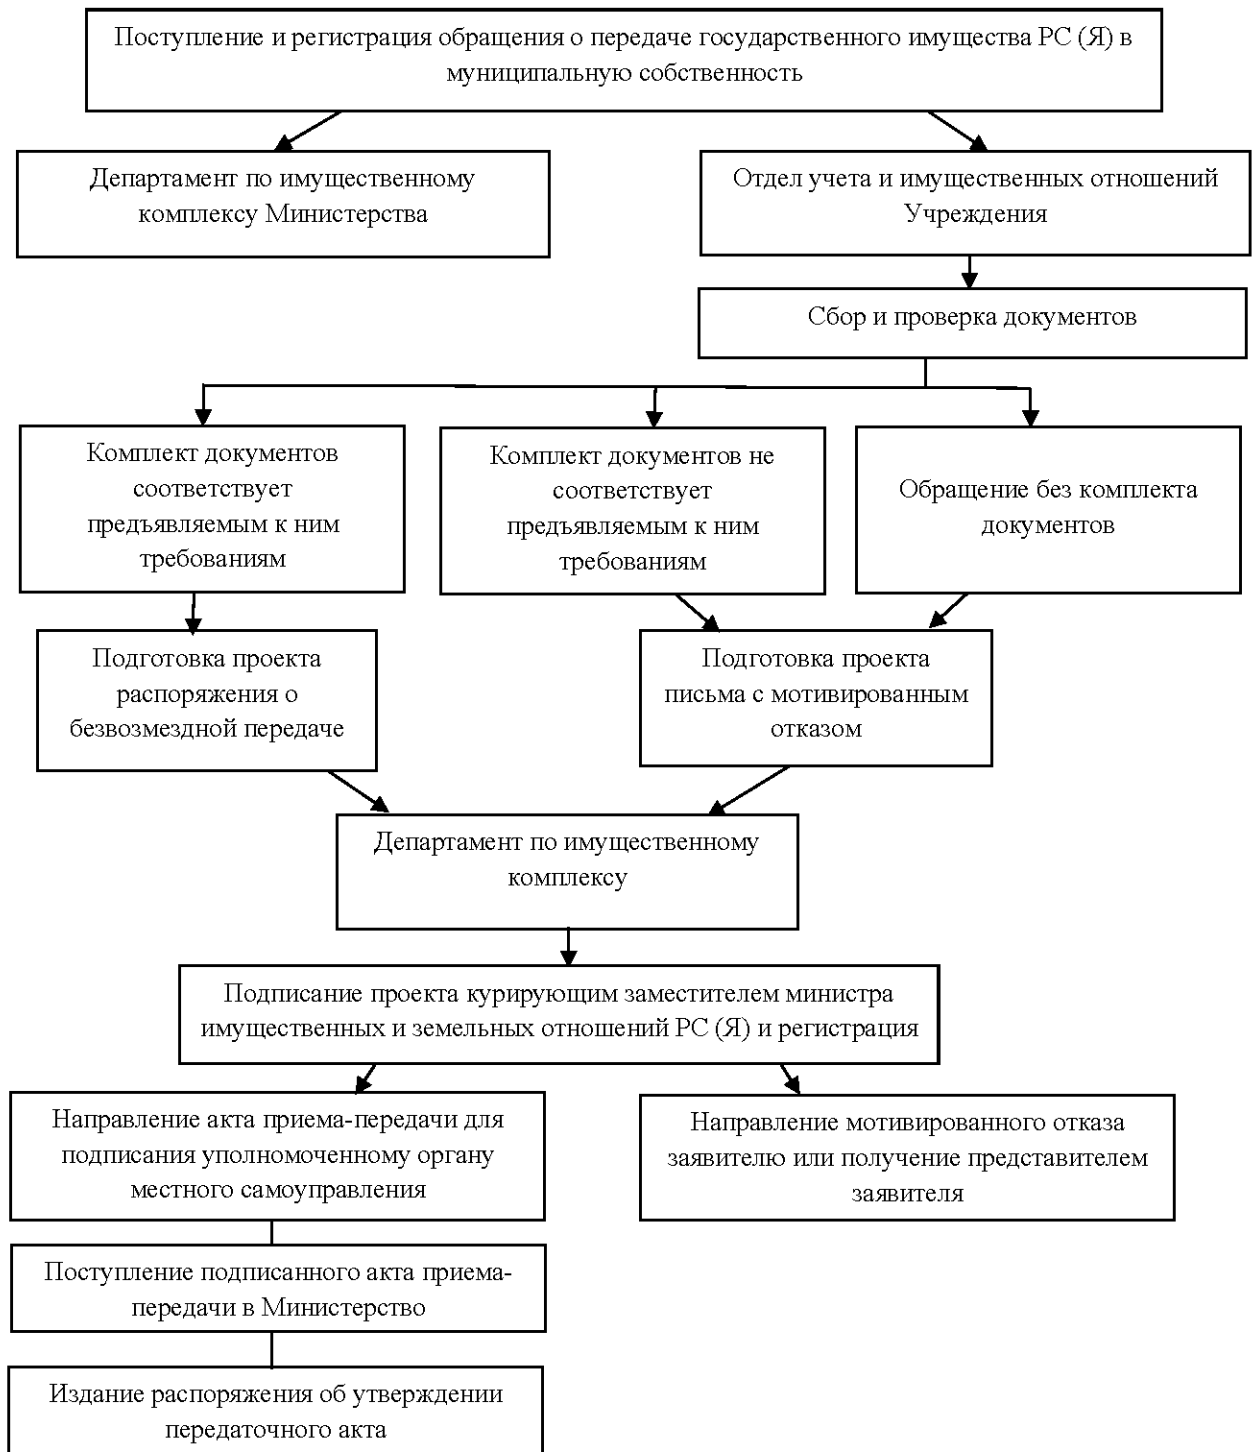 Поступление и регистрация обращения о передаче государственного имущества РС (Я) в
муниципальную собственность
Департамент по имущественному
комплексу Министерства
Отдел учета и имущественных отношений
Учреждения
Сбор и проверка документов
Комплект документов
соответствует
предъявляемым к ним
требованиям
Комплект документов не
соответствует
предъявляемым к ним
требованиям
Обращение без комплекта
документов
Подготовка проекта
распоряжения о
безвозмездной передаче
Подготовка проекта
письма с мотивированным
отказом
Департамент по имущественному
комплексу
Подписание проекта курирующим заместителем министра
имущественных и земельных отношений РС (Я) и регистрация
Направление акта приема-передачи для
подписания уполномоченному органу
местного самоуправления
Направление мотивированного отказа
заявителю или получение представителем
заявителя
Поступление подписанного акта приема-
передачи в Министерство
Издание распоряжения об утверждении
передаточного акта